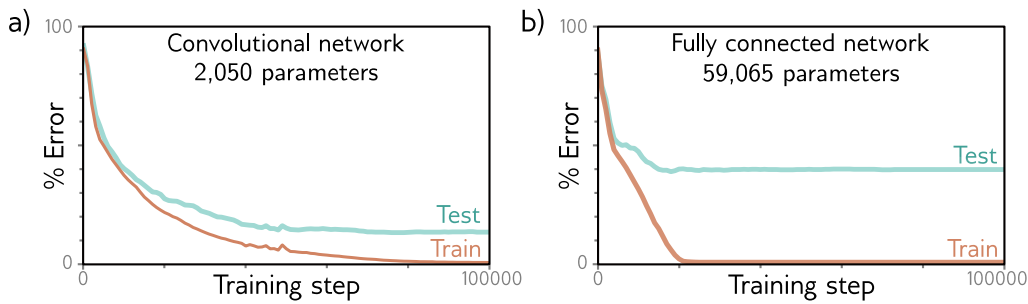 a)
100
% Error
0
Convolutional network
2,050 parameters
Test
Train
0
Training step
100000
b)
100
% Error
0
Fully connected network
59,065 parameters
Test
Train
0
Training step
100000